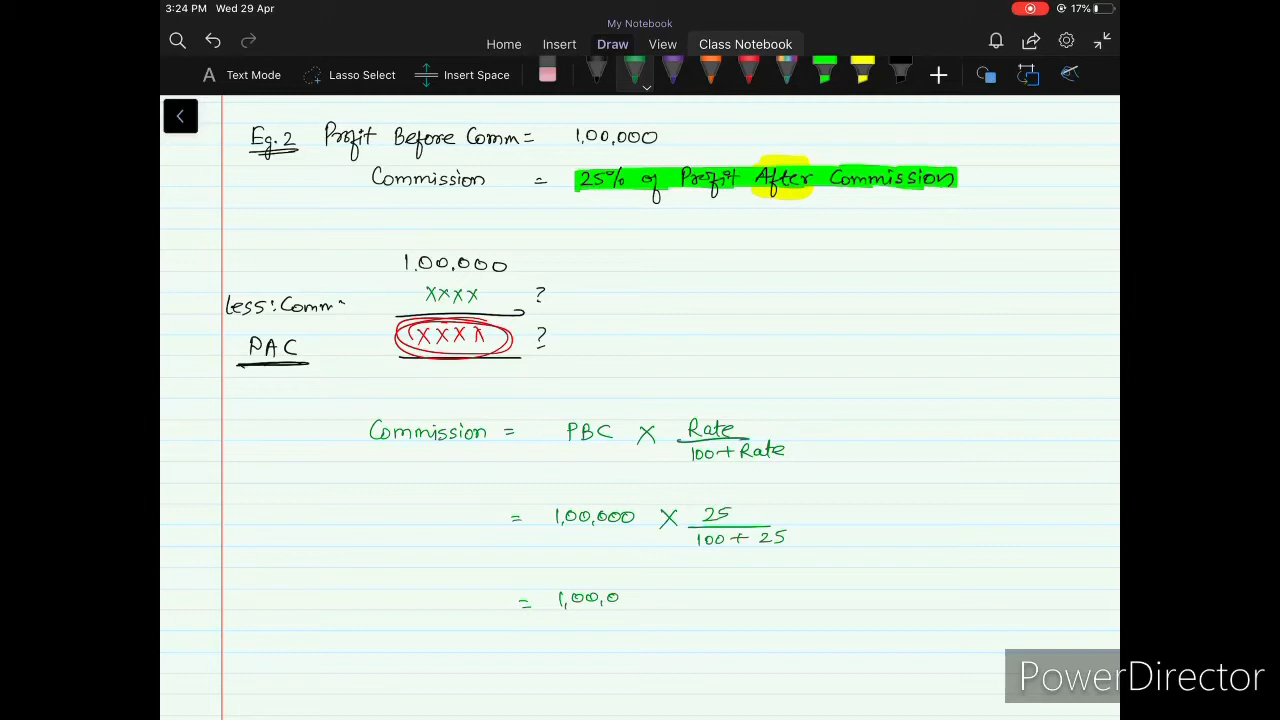 3:24 PM Wed 29 Apr 17%
My Notebook
Home Insert Draw View Class Notebook
Text Mode Lasso Select Insert Space
Eg.2 Profit Before Comm = 1,00,000
Commission = 25% of Profit After Commission
1,00,000
less: Comm XXXX ?
PAC XXXX ?
Commission = PBC X Rate
100 + Rate
= 1,00,000 X 25
100 + 25
= 1,00,0
PowerDirector